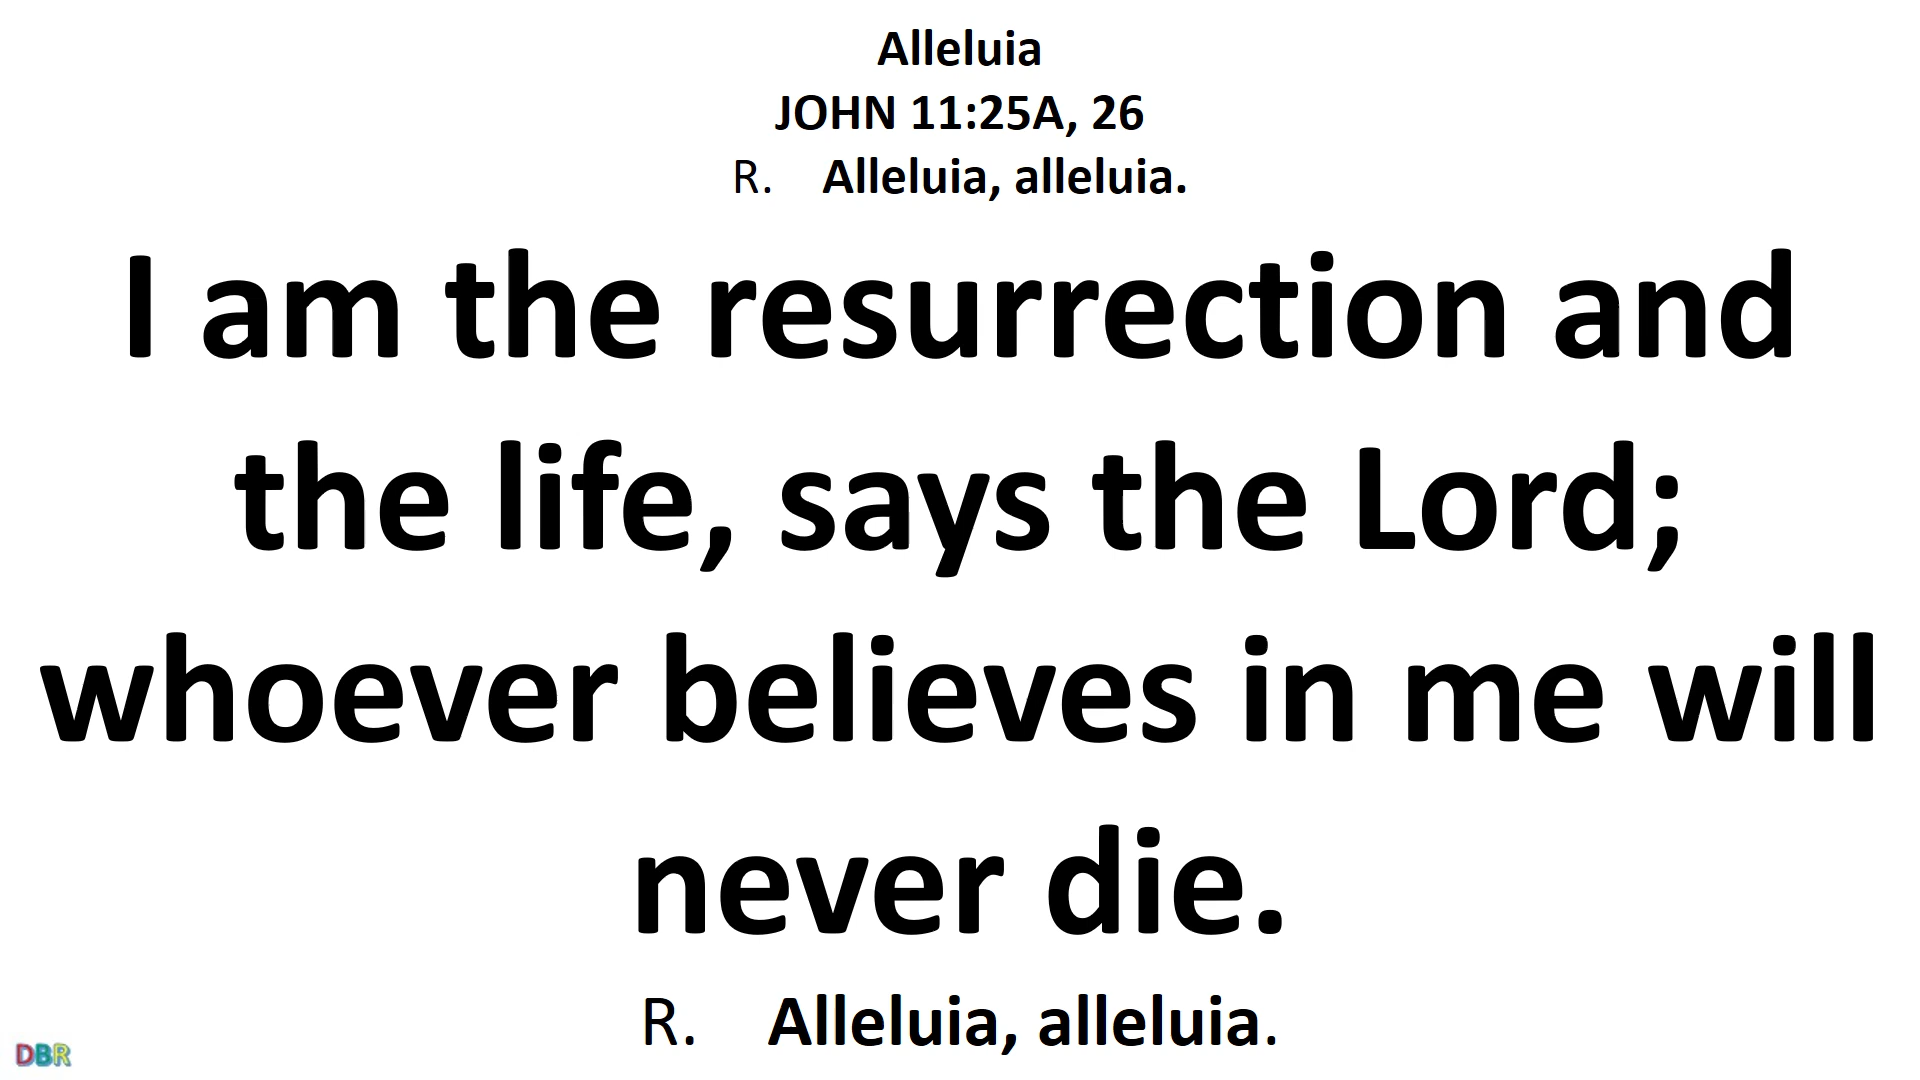 Alleluia
JOHN 11:25A, 26
R. Alleluia, alleluia.
I am the resurrection and
the life, says the Lord;
whoever believes in me will
never die.
R. Alleluia, alleluia.
DBR